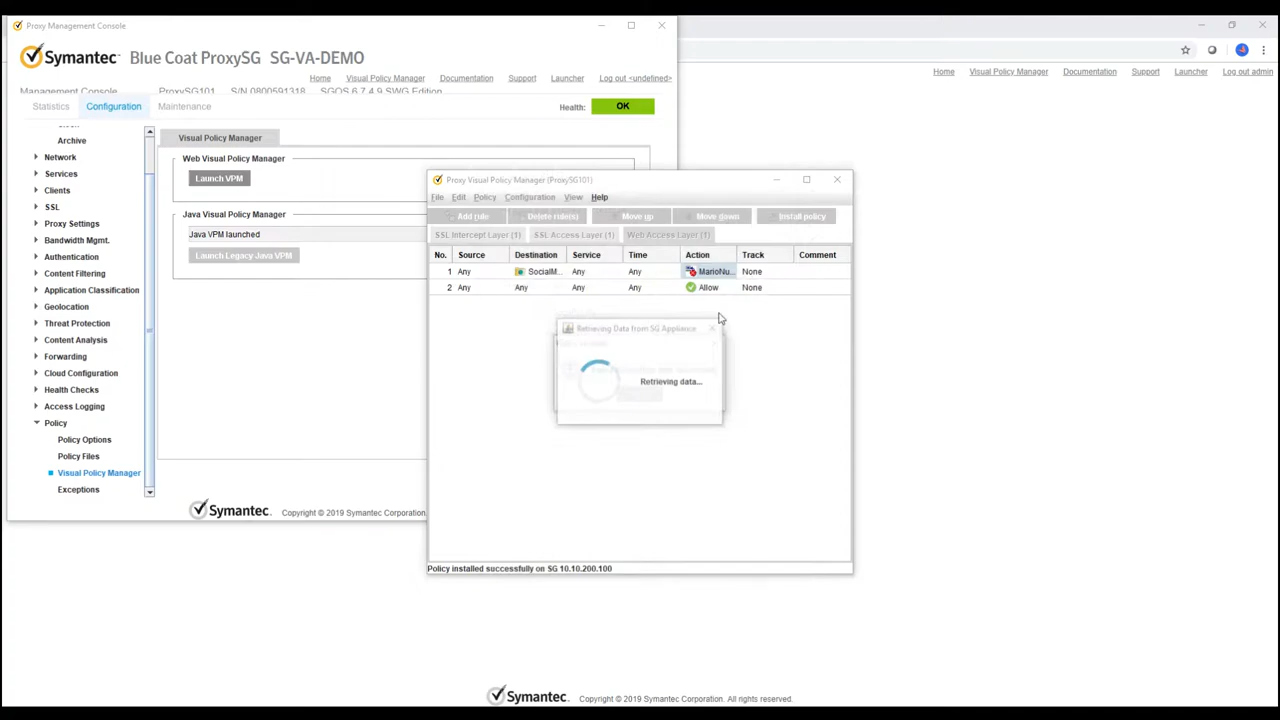 Proxy Management Console
Symantec Blue Coat ProxySG SG-VA-DEMO
Home Visual Policy Manager Documentation Support Launcher Log out <undefined>
Home Visual Policy Manager Documentation Support Launcher Log out admin
Management Console ProxySG101 S/N 0800591318 SGOS 6.7.4.9 SWG Edition
Statistics Configuration Maintenance
Health: OK
Archive
Network
Services
Clients
SSL
Proxy Settings
Bandwidth Mgmt.
Authentication
Content Filtering
Application Classification
Geolocation
Threat Protection
Content Analysis
Forwarding
Cloud Configuration
Health Checks
Access Logging
Policy
Policy Options
Policy Files
Visual Policy Manager
Exceptions
Visual Policy Manager
Web Visual Policy Manager
Launch VPM
Java Visual Policy Manager
Java VPM launched
Launch Legacy Java VPM
Symantec Copyright © 2019 Symantec Corporation.
Proxy Visual Policy Manager (ProxySG101)
File Edit Policy Configuration View Help
Add rule Delete rule(s) Move up Move down Install policy
SSL Intercept Layer (1) SSL Access Layer (1) Web Access Layer (1)
No. Source Destination Service Time Action Track Comment
1 Any SocialM... Any Any MarioNu... None
2 Any Any Any Any Allow None
Retrieving Data from SG Appliance
Retrieving data...
Policy installed successfully on SG 10.10.200.100
Symantec Copyright © 2019 Symantec Corporation. All rights reserved.